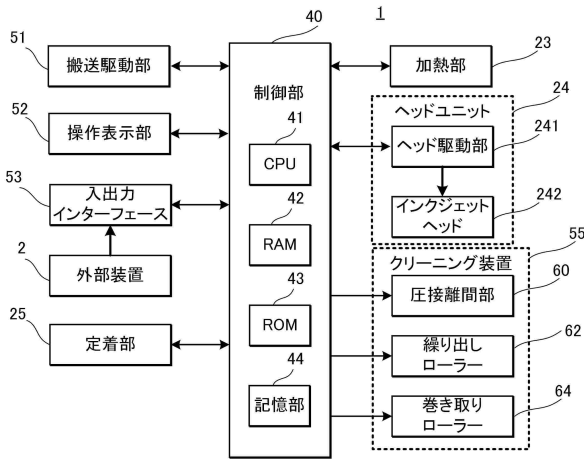 1
40
制御部
41
CPU
42
RAM
43
ROM
44
記憶部
51
搬送駆動部
52
操作表示部
53
入出力
インターフェース
2
外部装置
25
定着部
23
加熱部
24
ヘッドユニット
241
ヘッド駆動部
242
インクジェット
ヘッド
55
クリーニング装置
60
圧接離間部
62
繰り出し
ローラー
64
巻き取り
ローラー